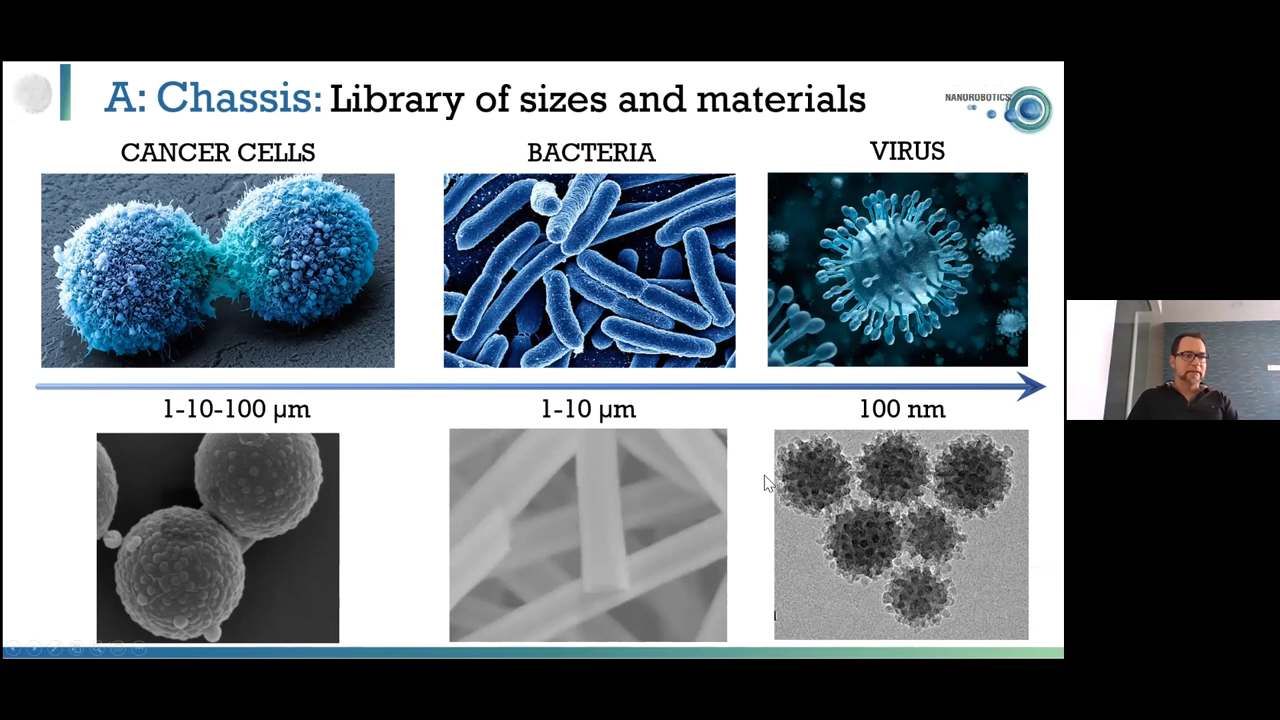 A: Chassis: Library of sizes and materials
NANOROBOTICS
CANCER CELLS
BACTERIA
VIRUS
1-10-100 µm
1-10 µm
100 nm